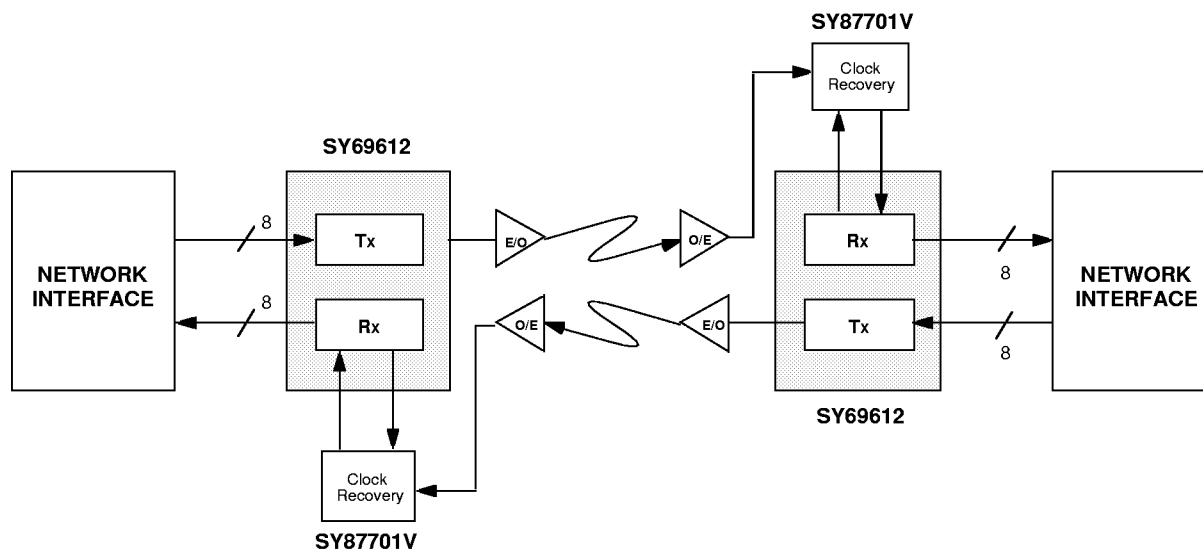 SY87701V
Clock
Recovery
SY69612
8
Tx
E/O
O/E
Rx
8
NETWORK
INTERFACE
NETWORK
INTERFACE
8
Rx
O/E
E/O
Tx
8
SY69612
Clock
Recovery
SY87701V